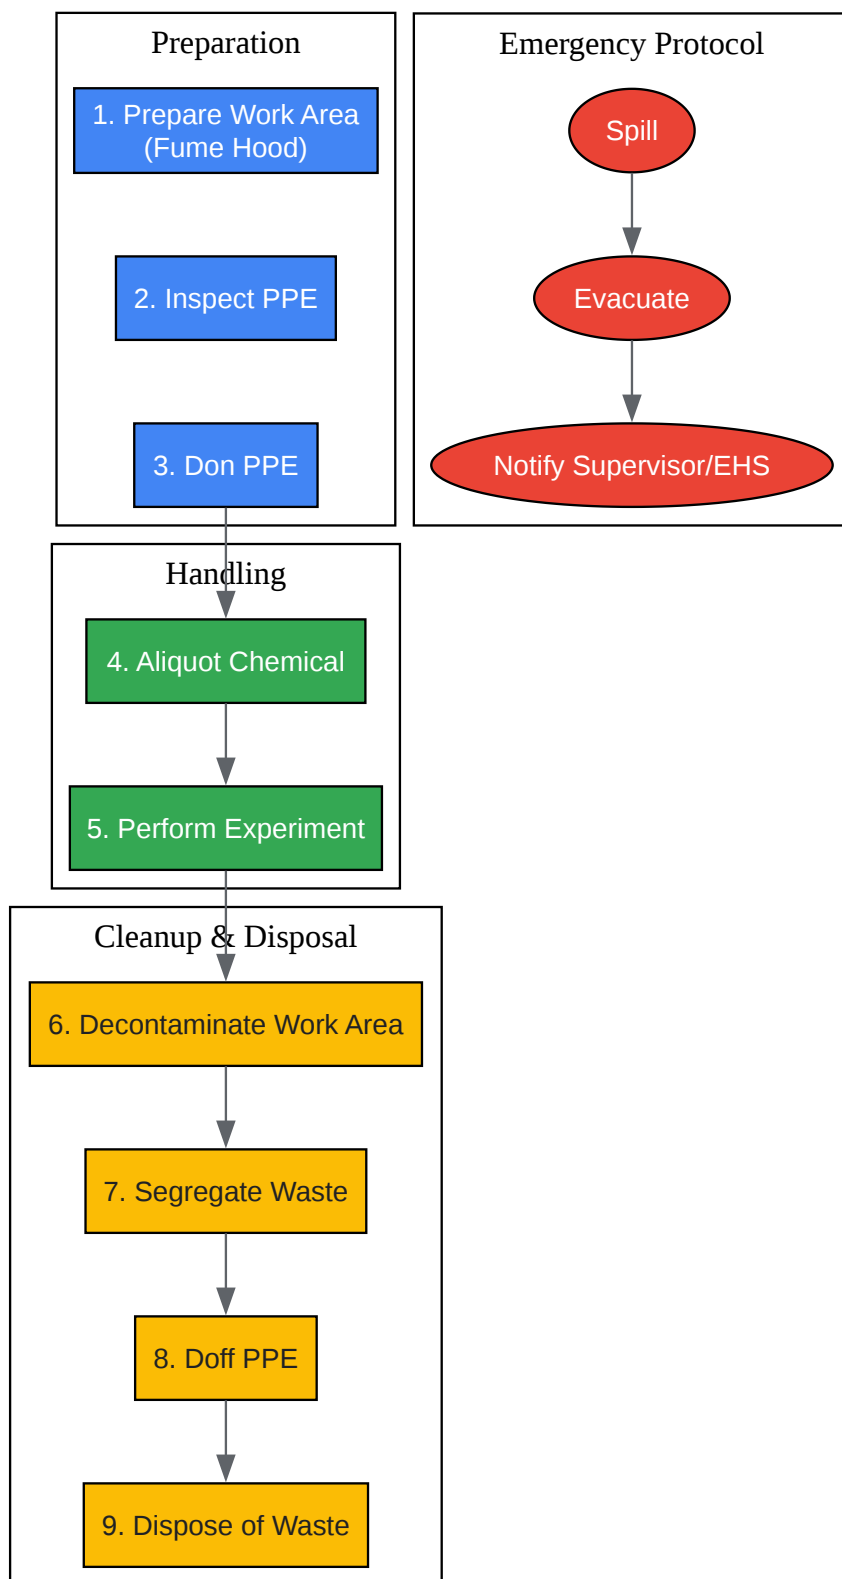 Preparation
1. Prepare Work Area
(Fume Hood)
2. Inspect PPE
3. Don PPE
Emergency Protocol
Spill
Evacuate
Notify Supervisor/EHS
Handling
4. Aliquot Chemical
5. Perform Experiment
Cleanup & Disposal
6. Decontaminate Work Area
7. Segregate Waste
8. Doff PPE
9. Dispose of Waste